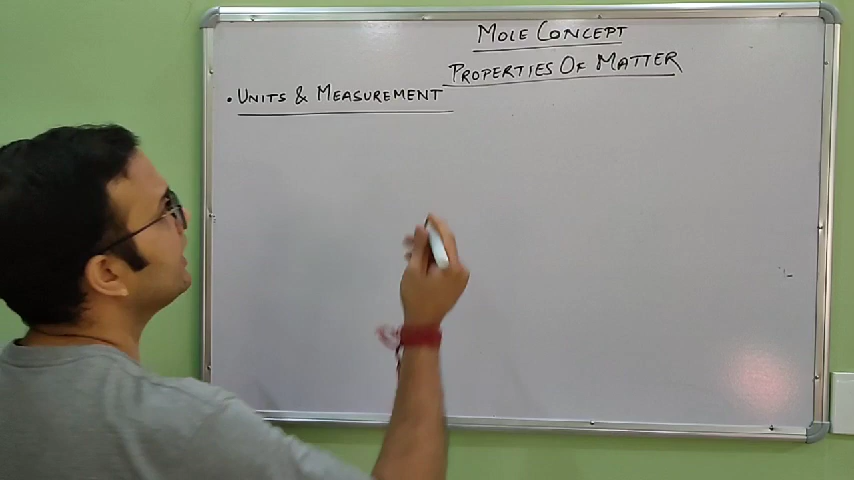 MOLE CONCEPT
PROPERTIES OF MATTER
• UNITS & MEASUREMENT